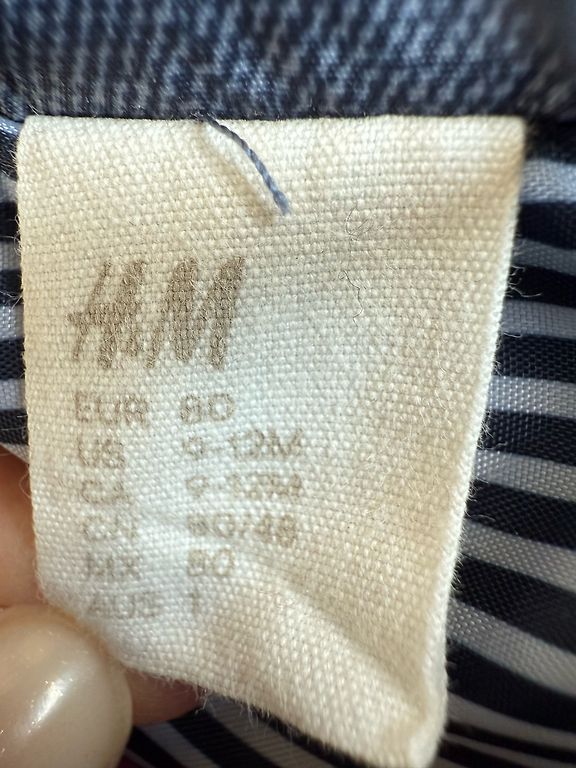 H&M
EUR 80
US 9-12M
CA 9-12M
CN 80/48
MX 80
AUS 1